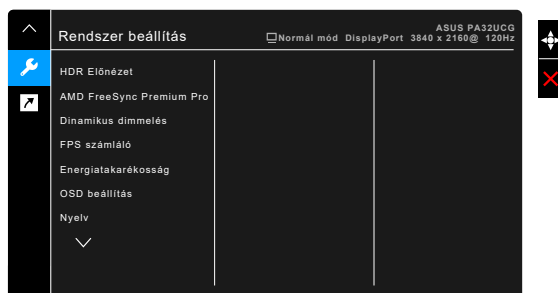 Rendszer beállítás
ASUS PA32UCG
Normál mód DisplayPort 3840 x 2160@ 120Hz
HDR Előnézet
AMD FreeSync Premium Pro
Dinamikus dimmelés
FPS számláló
Energiatakarékosság
OSD beállítás
Nyelv